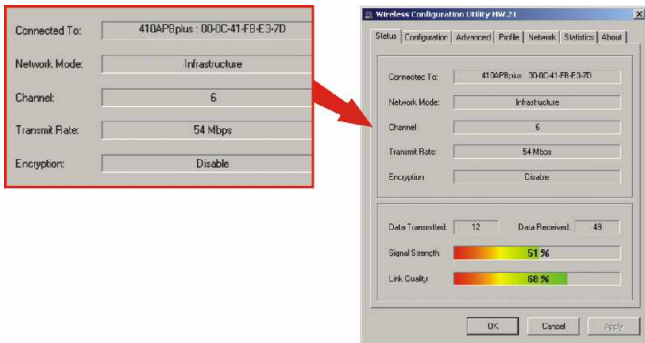 Connected To: 410APBplus : 00-0C-41-FB-E3-7D
Network Mode: Infrastructure
Channel: 6
Transmit Rate: 54 Mbps
Encryption: Disable
Wireless Configuration Utility HW.21
Status Configuration Advanced Profile Network Statistics About
Connected To: 410APBplus : 00-0C-41-FB-E3-7D
Network Mode: Infrastructure
Channel 6
Transmit Rate: 54 Mbps
Encryption Disable
Data Transmitted: 12 Data Received: 49
Signal Strength 51 %
Link Quality 68 %
OK Cancel Apply